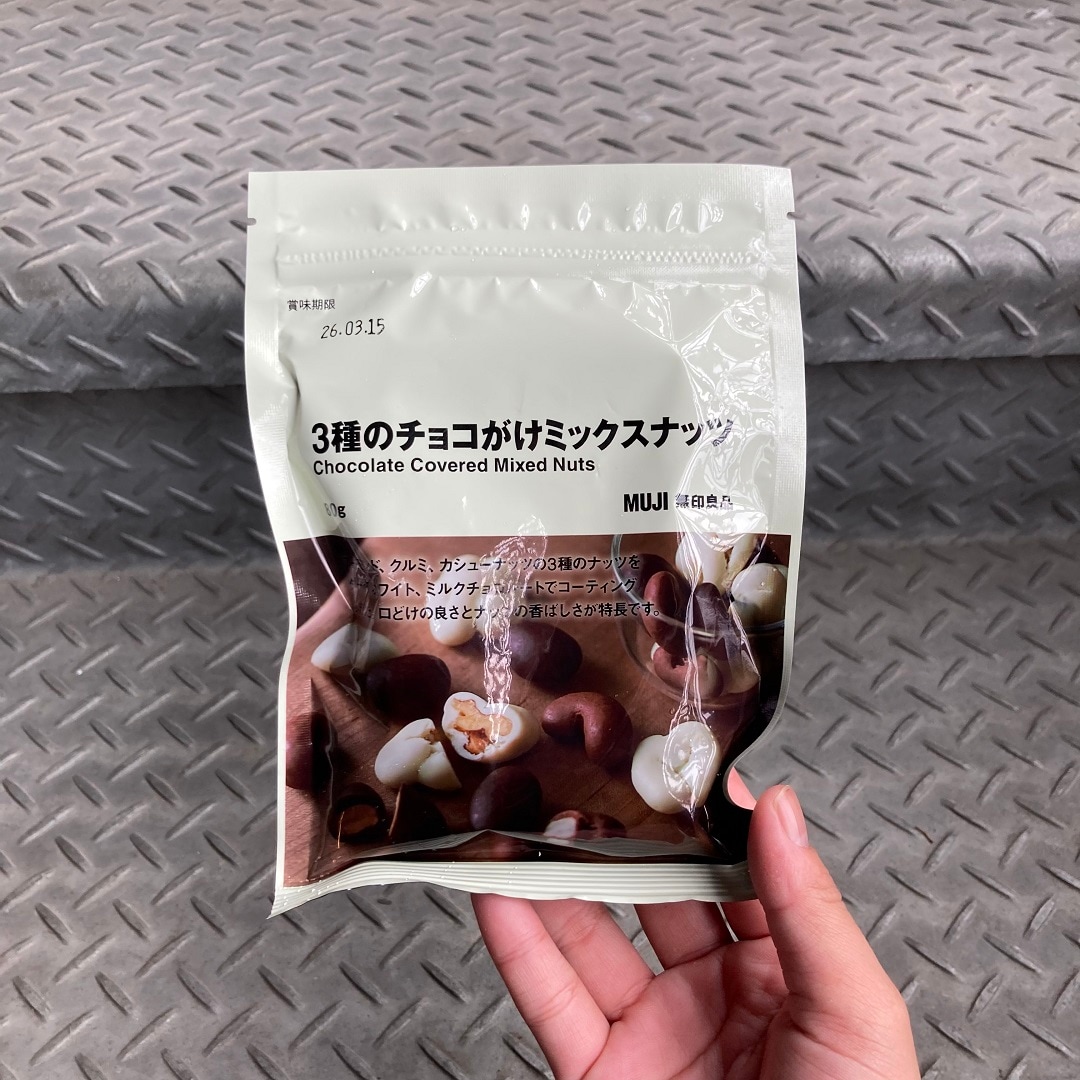 賞味期限
26.03.15
3種のチョコがけミックスナッツ
Chocolate Covered Mixed Nuts
MUJI 無印良品
クルミ、カシューナッツの3種のナッツを
ミルクチョコレートでコーティング
口どけの良さとナッツの香ばしさが特長です。